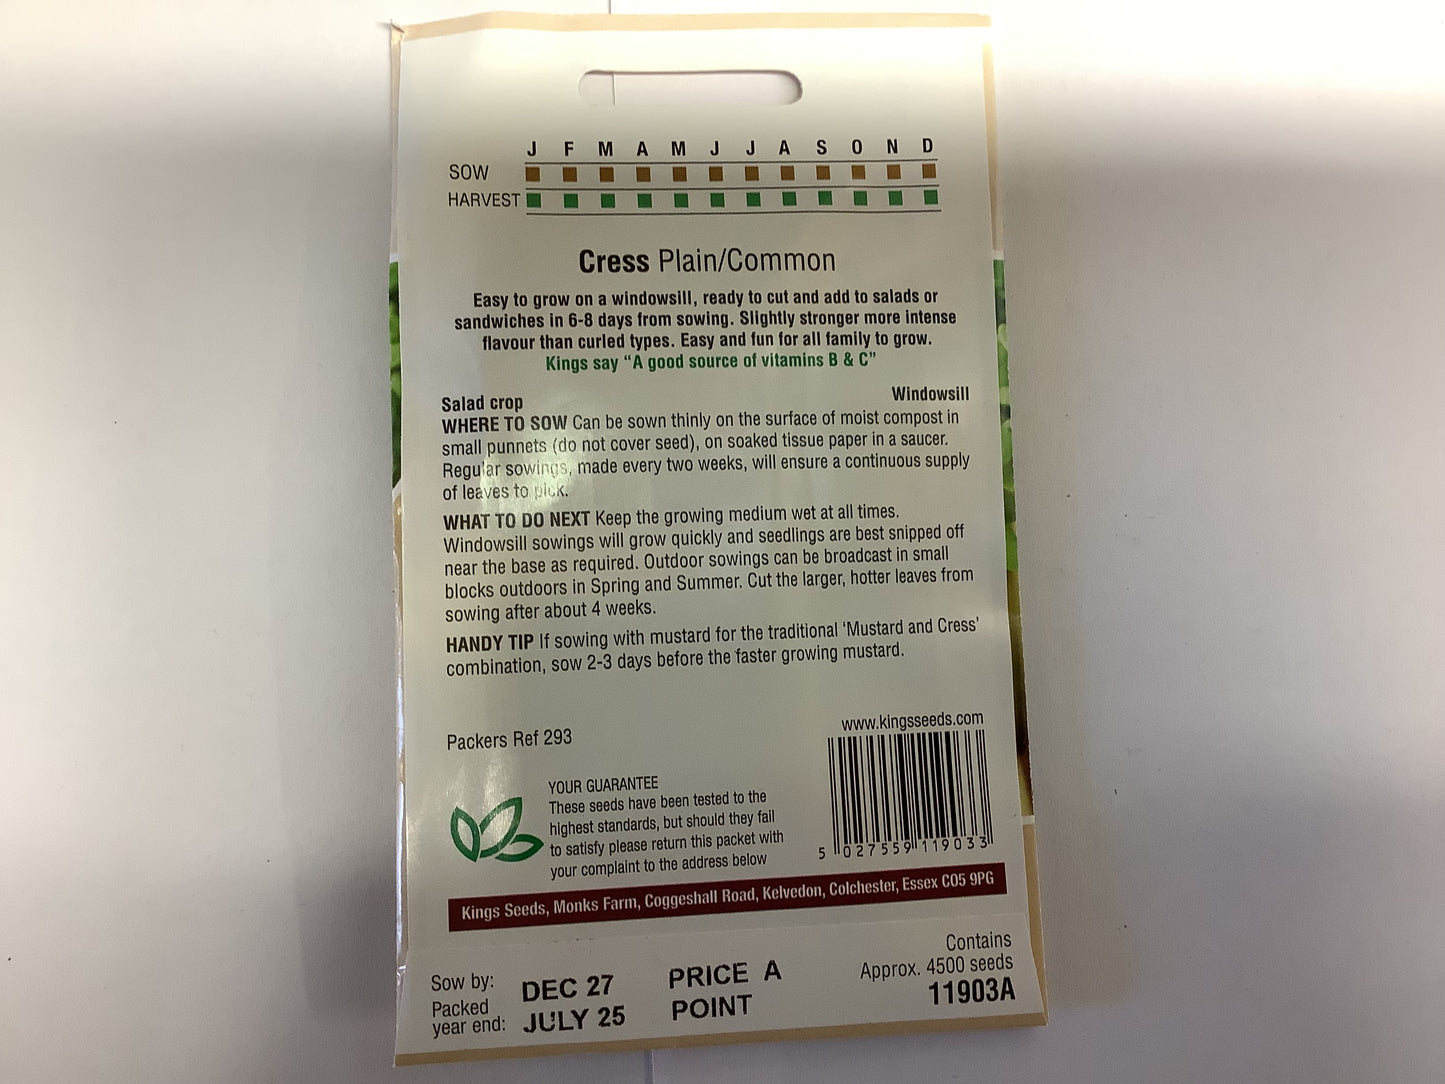 J F M A M J J A S O N D
SOW
HARVEST
Cress Plain/Common
Easy to grow on a windowsill, ready to cut and add to salads or
sandwiches in 6-8 days from sowing. Slightly stronger more intense
flavour than curled types. Easy and fun for all family to grow.
Kings say “A good source of vitamins B & C”
Salad crop Windowsill
WHERE TO SOW Can be sown thinly on the surface of moist compost in
small punnets (do not cover seed), on soaked tissue paper in a saucer.
Regular sowings, made every two weeks, will ensure a continuous supply
of leaves to pick.
WHAT TO DO NEXT Keep the growing medium wet at all times.
Windowsill sowings will grow quickly and seedlings are best snipped off
near the base as required. Outdoor sowings can be broadcast in small
blocks outdoors in Spring and Summer. Cut the larger, hotter leaves from
sowing after about 4 weeks.
HANDY TIP If sowing with mustard for the traditional ‘Mustard and Cress’
combination, sow 2-3 days before the faster growing mustard.
Packers Ref 293
www.kingsseeds.com
5 027559 119033
YOUR GUARANTEE
These seeds have been tested to the
highest standards, but should they fail
to satisfy please return this packet with
your complaint to the address below
Kings Seeds, Monks Farm, Coggeshall Road, Kelvedon, Colchester, Essex CO5 9PG
Sow by: DEC 27
Packed
year end: JULY 25
PRICE A
POINT
Contains
Approx. 4500 seeds
11903A